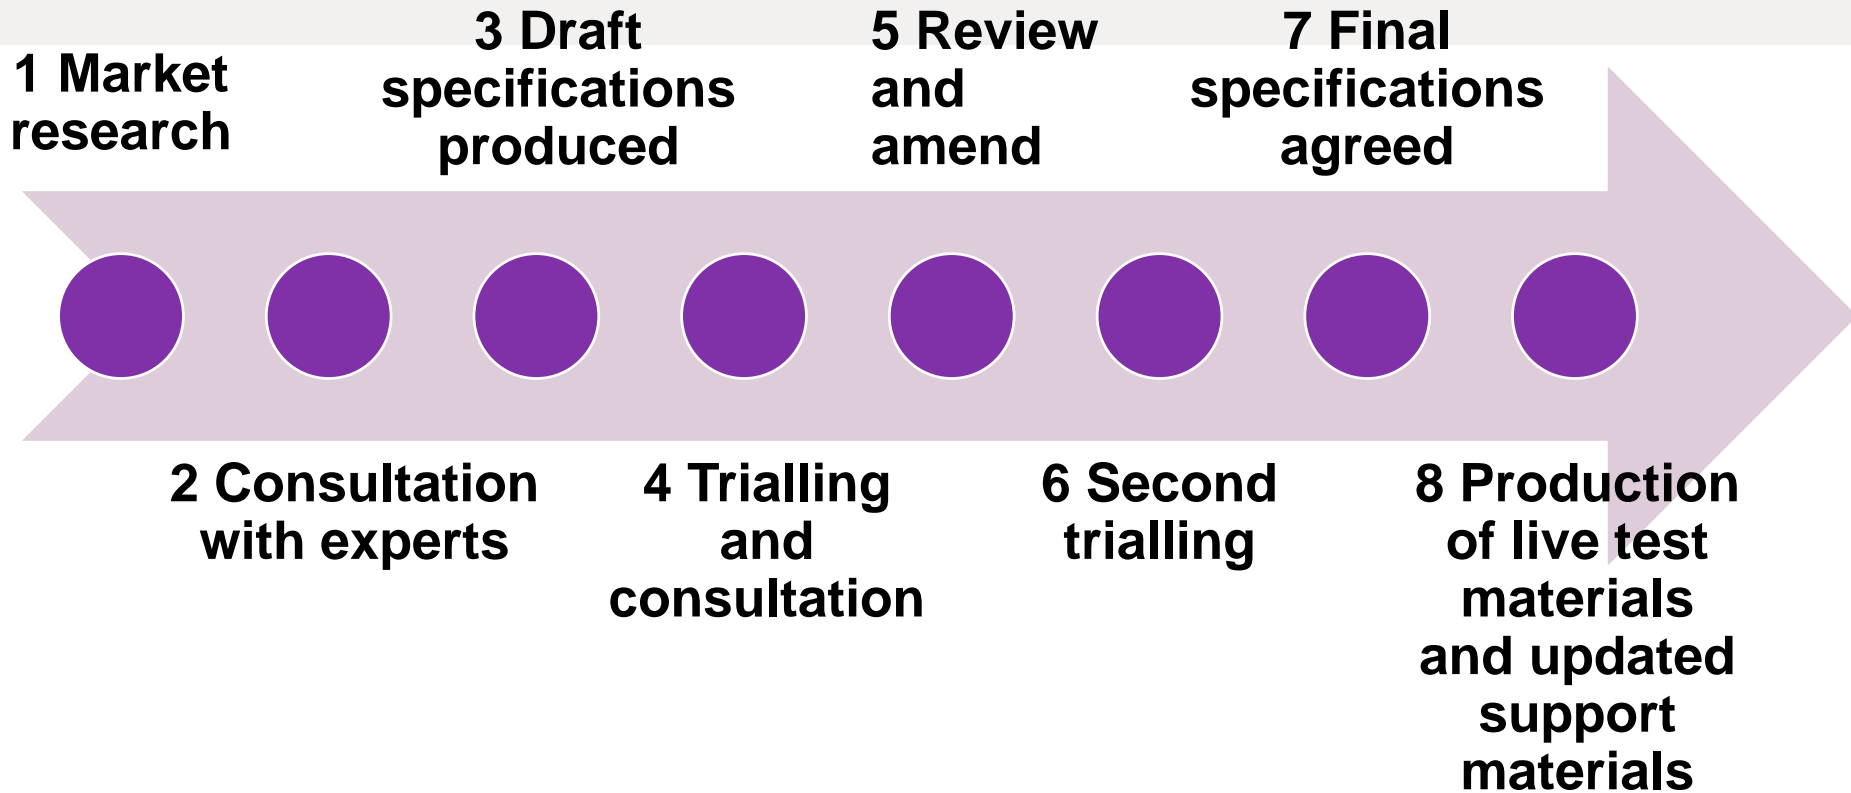 1 Market
research
2 Consultation
with experts
3 Draft
specifications
produced
4 Trialling
and
consultation
5 Review
and
amend
6 Second
trialling
7 Final
specifications
agreed
8 Production
of live test
materials
and updated
support
materials